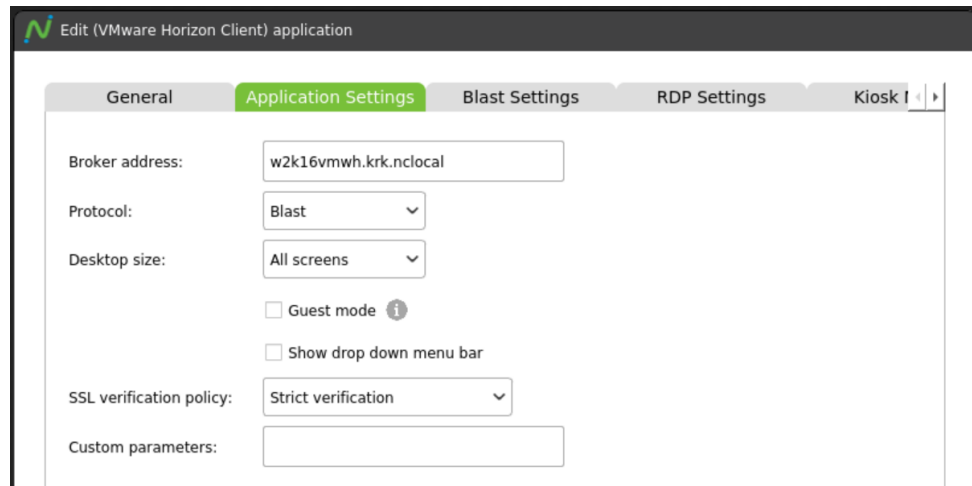 Edit (VMware Horizon Client) application
General Application Settings Blast Settings RDP Settings Kiosk
Broker address: w2k16vmwh.krk.nclocal
Protocol: Blast
Desktop size: All screens
Guest mode
Show drop down menu bar
SSL verification policy: Strict verification
Custom parameters: